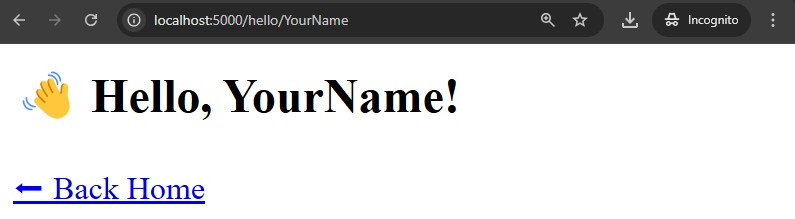 localhost:5000/hello/YourName
Incognito
👋 Hello, YourName!
⬅ Back Home